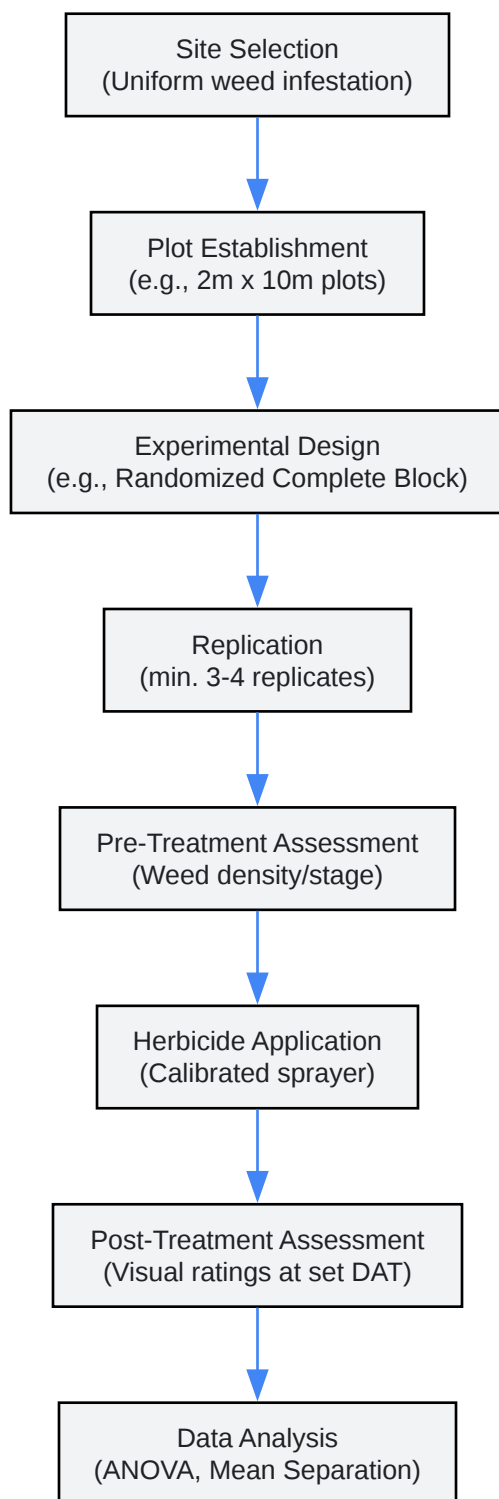 Site Selection
(Uniform weed infestation)
Plot Establishment
(e.g., 2m x 10m plots)
Experimental Design
(e.g., Randomized Complete Block)
Replication
(min. 3-4 replicates)
Pre-Treatment Assessment
(Weed density/stage)
Herbicide Application
(Calibrated sprayer)
Post-Treatment Assessment
(Visual ratings at set DAT)
Data Analysis
(ANOVA, Mean Separation)